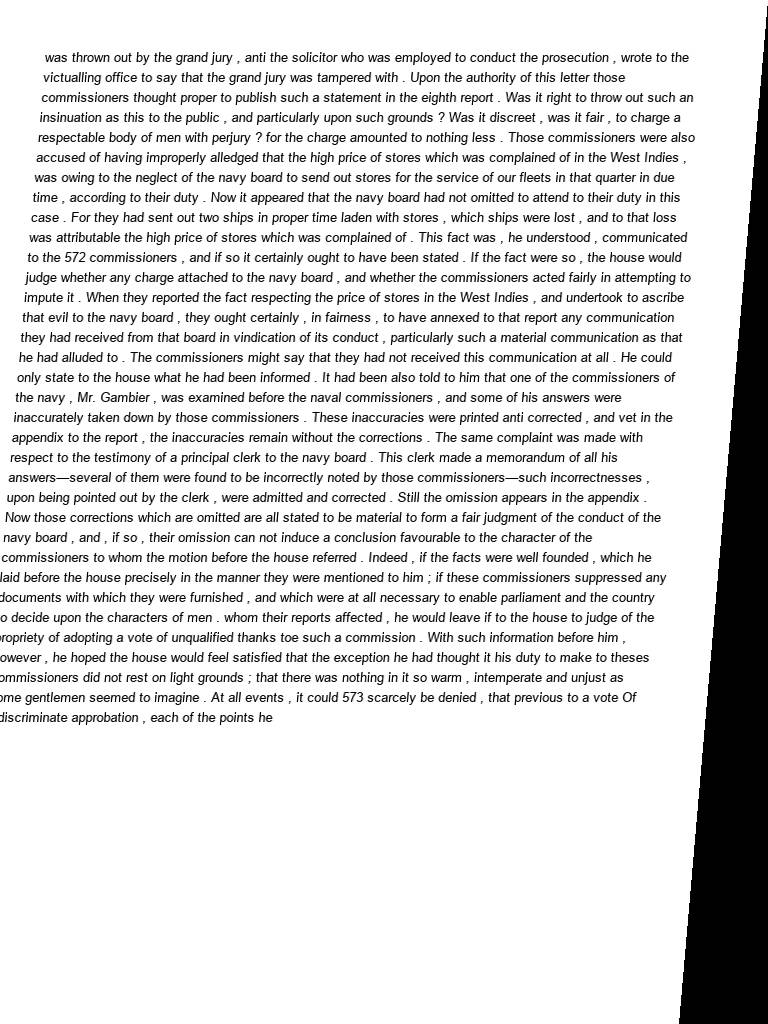 was thrown out by the grand jury , anti the solicitor who was employed to conduct the prosecution , wrote to the
victualling office to say that the grand jury was tampered with . Upon the authority of this letter those
commissioners thought proper to publish such a statement in the eighth report . Was it right to throw out such an
insinuation as this to the public , and particularly upon such grounds ? Was it discreet , was it fair , to charge a
respectable body of men with perjury ? for the charge amounted to nothing less . Those commissioners were also
accused of having improperly alledged that the high price of stores which was complained of in the West Indies ,
was owing to the neglect of the navy board to send out stores for the service of our fleets in that quarter in due
time , according to their duty . Now it appeared that the navy board had not omitted to attend to their duty in this
case . For they had sent out two ships in proper time laden with stores , which ships were lost , and to that loss
was attributable the high price of stores which was complained of . This fact was , he understood , communicated
to the 572 commissioners , and if so it certainly ought to have been stated . If the fact were so , the house would
judge whether any charge attached to the navy board , and whether the commissioners acted fairly in attempting to
impute it . When they reported the fact respecting the price of stores in the West Indies , and undertook to ascribe
that evil to the navy board , they ought certainly , in fairness , to have annexed to that report any communication
they had received from that board in vindication of its conduct , particularly such a material communication as that
he had alluded to . The commissioners might say that they had not received this communication at all . He could
only state to the house what he had been informed . It had been also told to him that one of the commissioners of
the navy , Mr. Gambier , was examined before the naval commissioners , and some of his answers were
inaccurately taken down by those commissioners . These inaccuracies were printed anti corrected , and vet in the
appendix to the report , the inaccuracies remain without the corrections . The same complaint was made with
respect to the testimony of a principal clerk to the navy board . This clerk made a memorandum of all his
answers—several of them were found to be incorrectly noted by those commissioners—such incorrectnesses ,
upon being pointed out by the clerk , were admitted and corrected . Still the omission appears in the appendix .
Now those corrections which are omitted are all stated to be material to form a fair judgment of the conduct of the
navy board , and , if so , their omission can not induce a conclusion favourable to the character of the
commissioners to whom the motion before the house referred . Indeed , if the facts were well founded , which he
laid before the house precisely in the manner they were mentioned to him ; if these commissioners suppressed any
documents with which they were furnished , and which were at all necessary to enable parliament and the country
o decide upon the characters of men . whom their reports affected , he would leave if to the house to judge of the
ropriety of adopting a vote of unqualified thanks toe such a commission . With such information before him ,
owever , he hoped the house would feel satisfied that the exception he had thought it his duty to make to theses
ommissioners did not rest on light grounds ; that there was nothing in it so warm , intemperate and unjust as
ome gentlemen seemed to imagine . At all events , it could 573 scarcely be denied , that previous to a vote Of
discriminate approbation , each of the points he